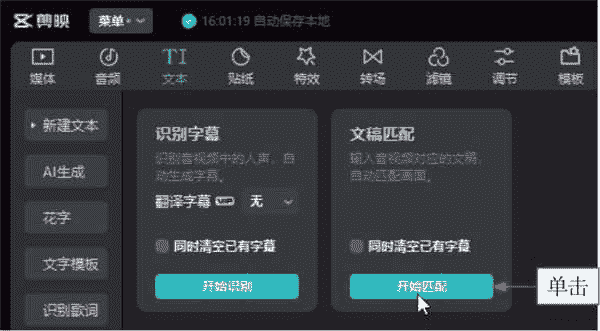 剪映 菜单 16:01:19 自动保存本地
媒体 音频 文本 贴纸 特效 转场 滤镜 调节 模板
新建文本
AI生成
花字
文字模板
识别歌词
识别字幕
识别音视频中的人声，自
动生成字幕。
翻译字幕 无
同时清空已有字幕
开始识别
文稿匹配
输入音视频对应的文稿，
自动匹配画面。
同时清空已有字幕
开始匹配
单击